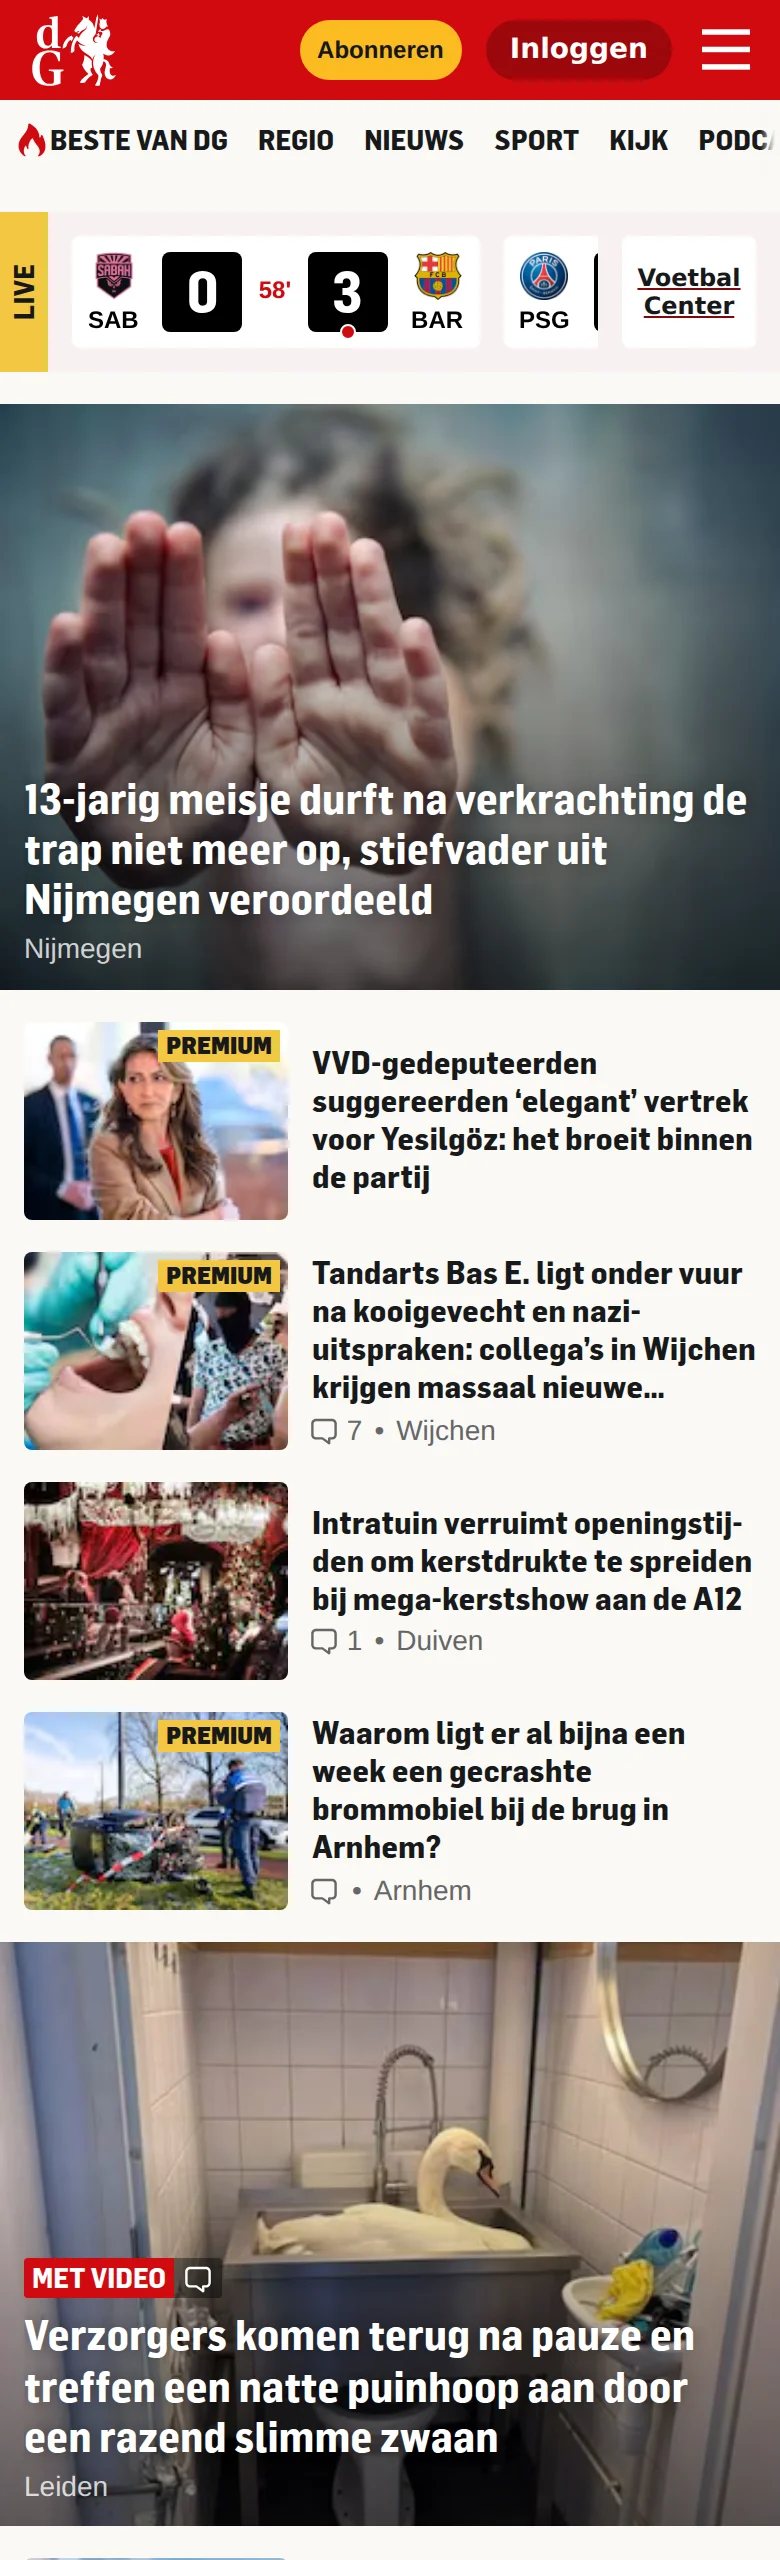 dG
Abonneren
Inloggen
BESTE VAN DG REGIO NIEUWS SPORT KIJK
LIVE
SABAH
SAB
0
58'
3
FCB
BAR
PARIS
PSG
Voetbal
Center
13-jarig meisje durft na verkrachting de
trap niet meer op, stiefvader uit
Nijmegen veroordeeld
Nijmegen
PREMIUM
VVD-gedeputeerden
suggereerden ‘elegant’ vertrek
voor Yesilgöz: het broeit binnen
de partij
PREMIUM
Tandarts Bas E. ligt onder vuur
na kooigevecht en nazi-
uitspraken: collega’s in Wijchen
krijgen massaal nieuwe...
7 • Wijchen
Intratuin verruimt openingstij-
den om kerstdrukte te spreiden
bij mega-kerstshow aan de A12
1 • Duiven
PREMIUM
Waarom ligt er al bijna een
week een gecrashte
brommobiel bij de brug in
Arnhem?
• Arnhem
MET VIDEO
Verzorgers komen terug na pauze en
treffen een natte puinhoop aan door
een razend slimme zwaan
Leiden